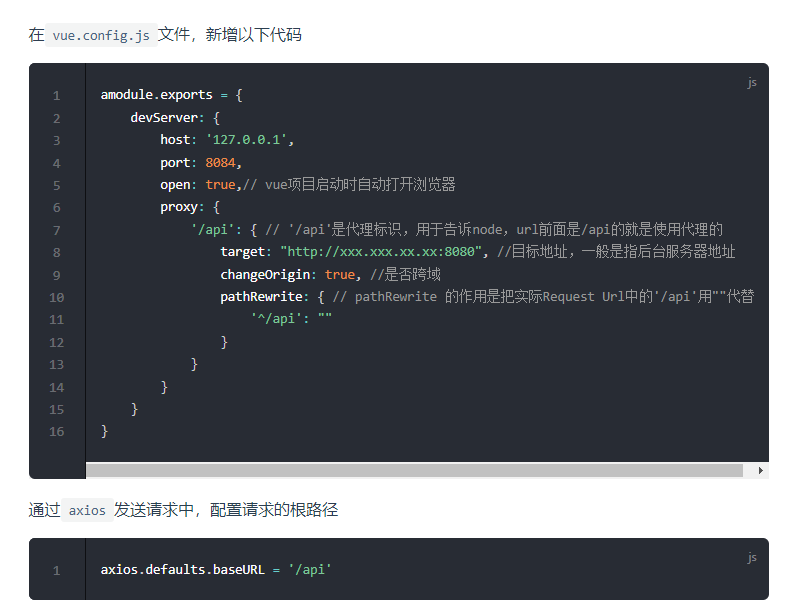 在 vue.config.js 文件，新增以下代码
js
1 amodule.exports = {
2 devServer: {
3 host: '127.0.0.1',
4 port: 8084,
5 open: true,// vue项目启动时自动打开浏览器
6 proxy: {
7 '/api': { // '/api'是代理标识，用于告诉node，url前面是/api的就是使用代理的
8 target: "http://xxx.xxx.xx.xx:8080", //目标地址，一般是指后台服务器地址
9 changeOrigin: true, //是否跨域
10 pathRewrite: { // pathRewrite 的作用是把实际Request Url中的'/api'用""代替
11 '^/api': ""
12 }
13 }
14 }
15 }
16 }
通过 axios 发送请求中，配置请求的根路径
js
1 axios.defaults.baseURL = '/api'